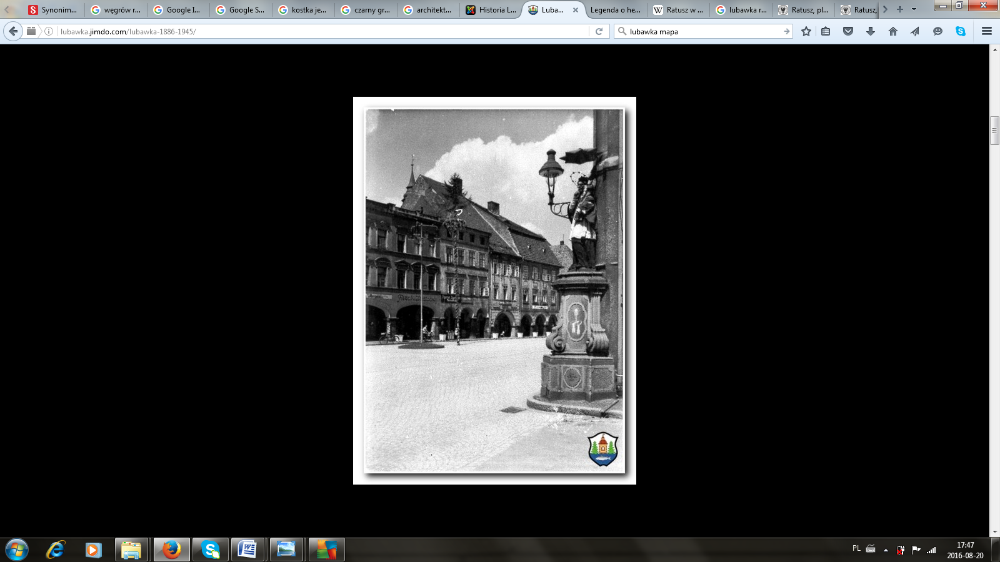 Synonim...
węgrów r...
Google I...
Google S...
kostka je...
czarny gr...
architekt...
Historia L...
Luba...
Legenda o he...
Ratusz w ...
lubawka r...
Ratusz, pl...
Ratusz,
lubawka.jimdo.com/lubawka-1886-1945/
lubawka mapa
PL
17:47
2016-08-20